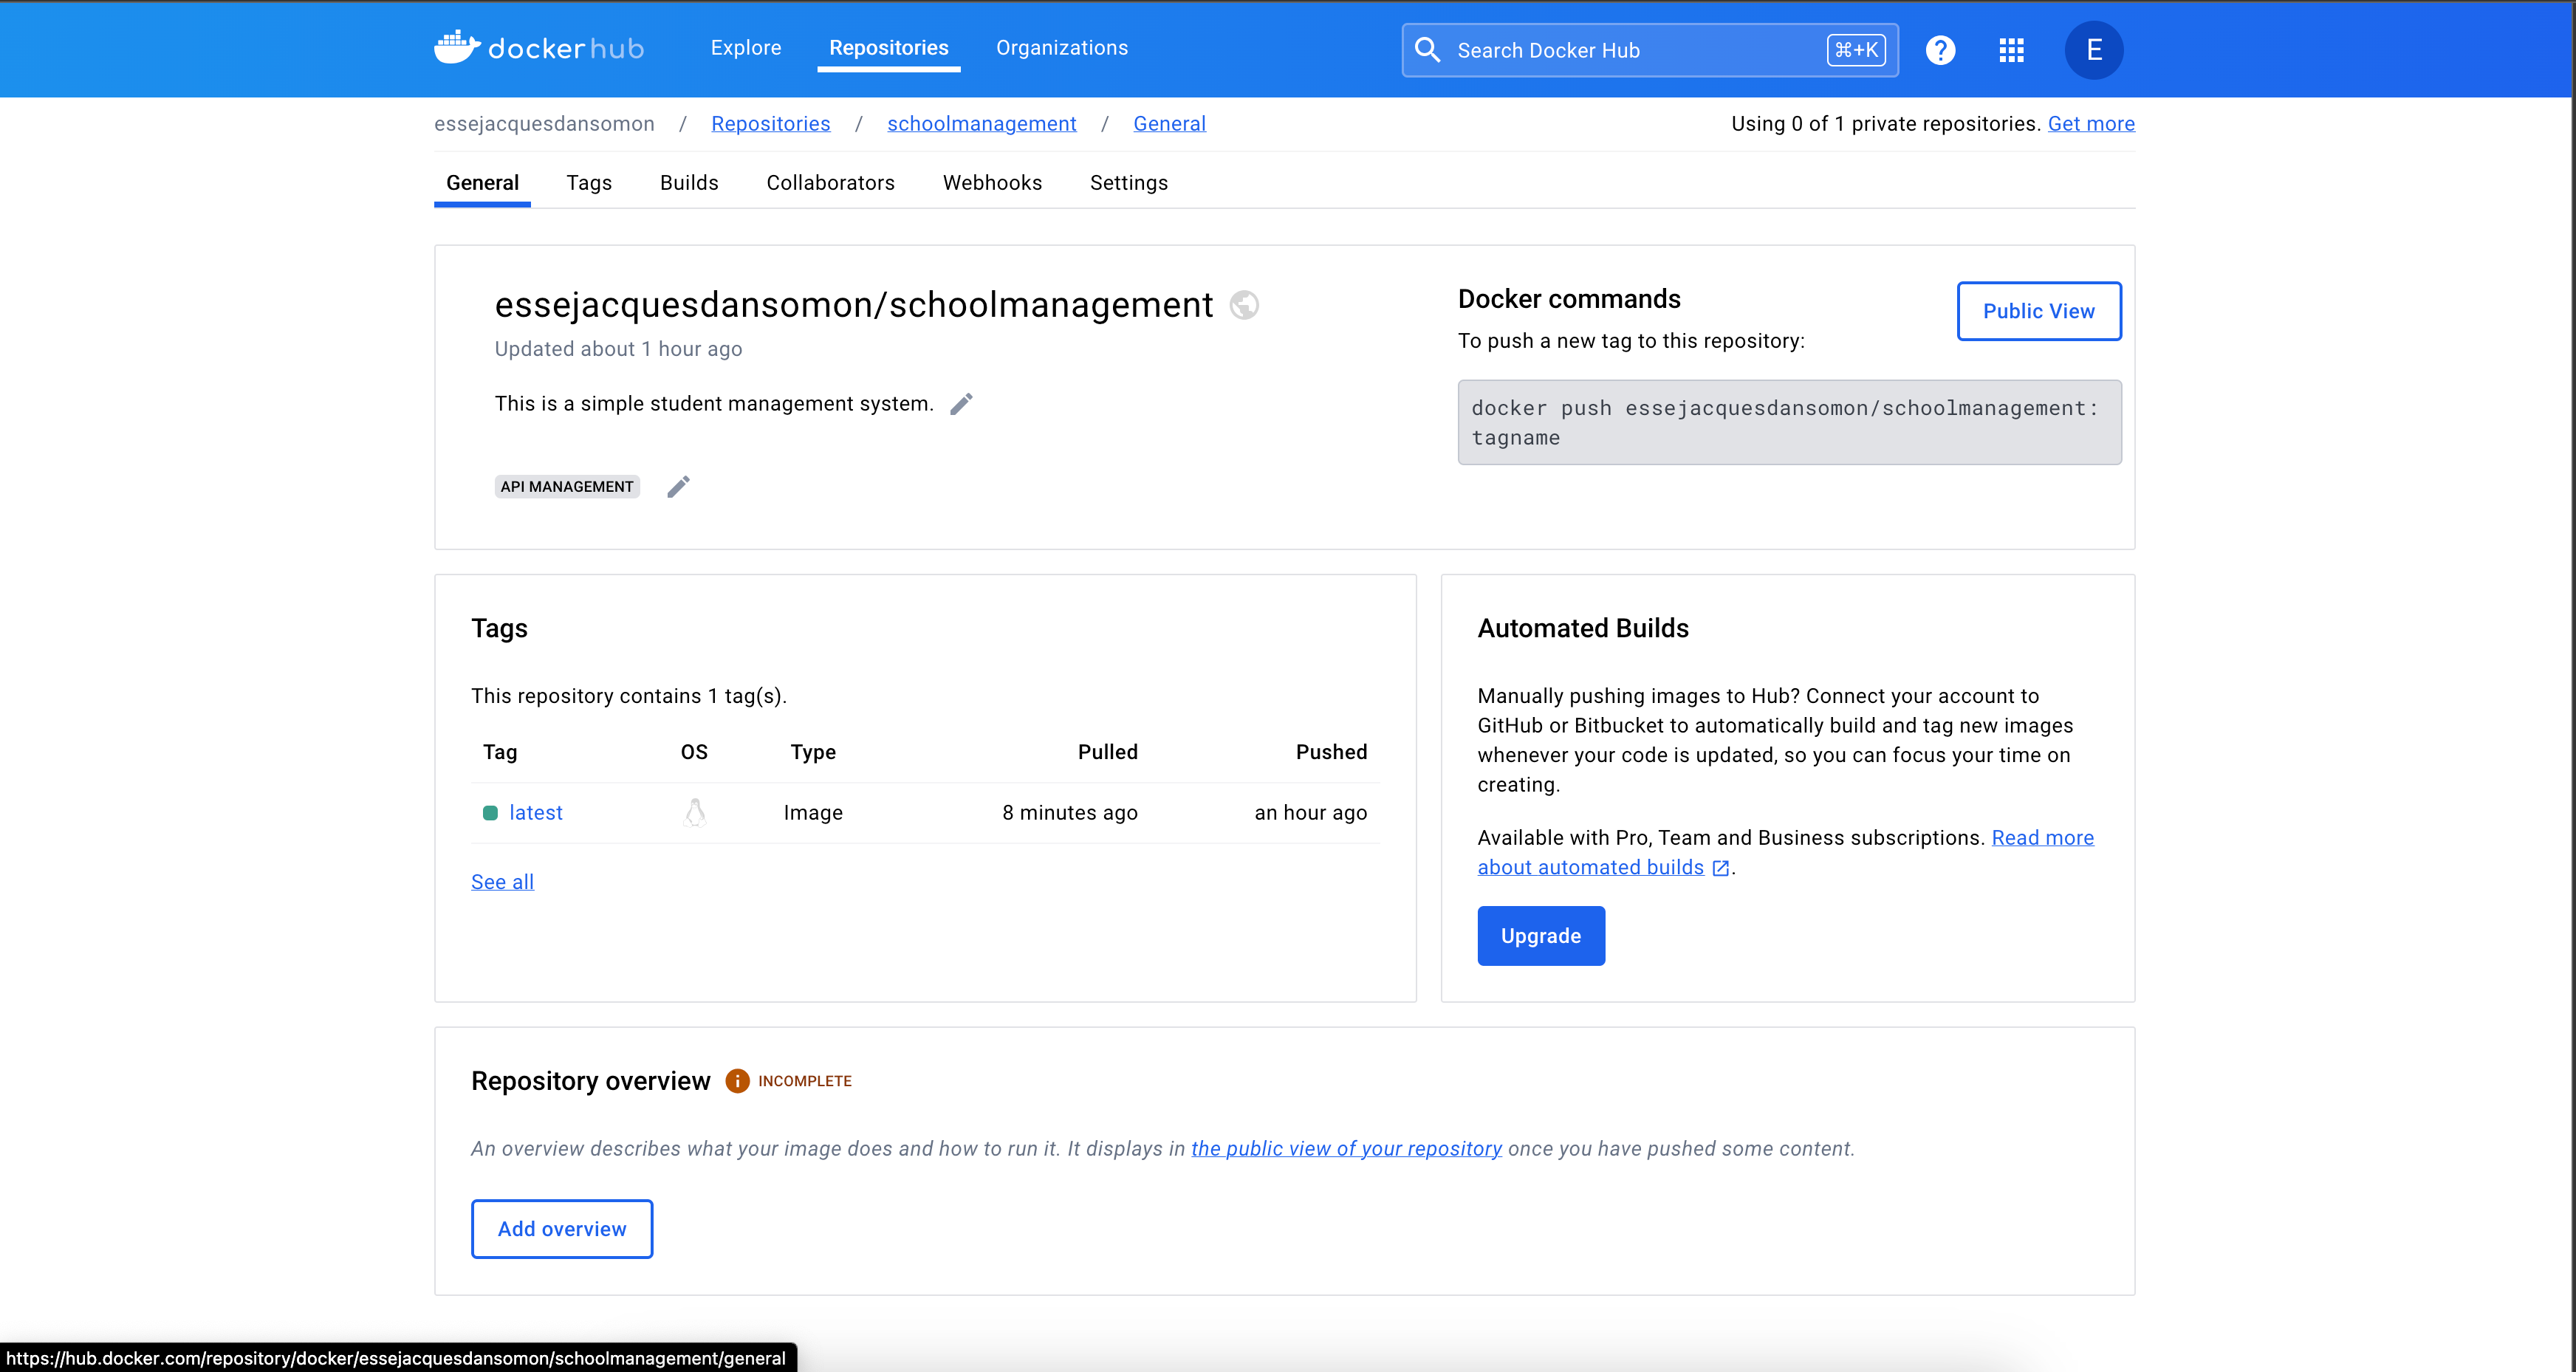 dockerhub
Explore
Repositories
Organizations
Search Docker Hub
⌘+K
?
E
essejacquesdansomon / Repositories / schoolmanagement / General
Using 0 of 1 private repositories. Get more
General
Tags
Builds
Collaborators
Webhooks
Settings
essejacquesdansomon/schoolmanagement
Updated about 1 hour ago
This is a simple student management system.
API MANAGEMENT
Docker commands
Public View
To push a new tag to this repository:
docker push essejacquesdansomon/schoolmanagement:
tagname
Tags
This repository contains 1 tag(s).
Tag OS Type Pulled Pushed
latest Image 8 minutes ago an hour ago
See all
Automated Builds
Manually pushing images to Hub? Connect your account to
GitHub or Bitbucket to automatically build and tag new images
whenever your code is updated, so you can focus your time on
creating.
Available with Pro, Team and Business subscriptions. Read more
about automated builds .
Upgrade
Repository overview
INCOMPLETE
An overview describes what your image does and how to run it. It displays in the public view of your repository once you have pushed some content.
Add overview
https://hub.docker.com/repository/docker/essejacquesdansomon/schoolmanagement/general